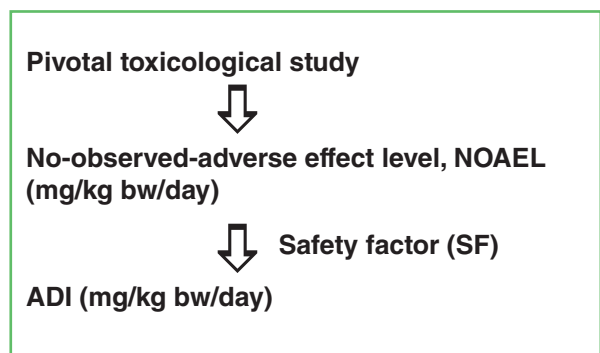 Pivotal toxicological study
No-observed-adverse effect level, NOAEL
(mg/kg bw/day)
Safety factor (SF)
ADI (mg/kg bw/day)